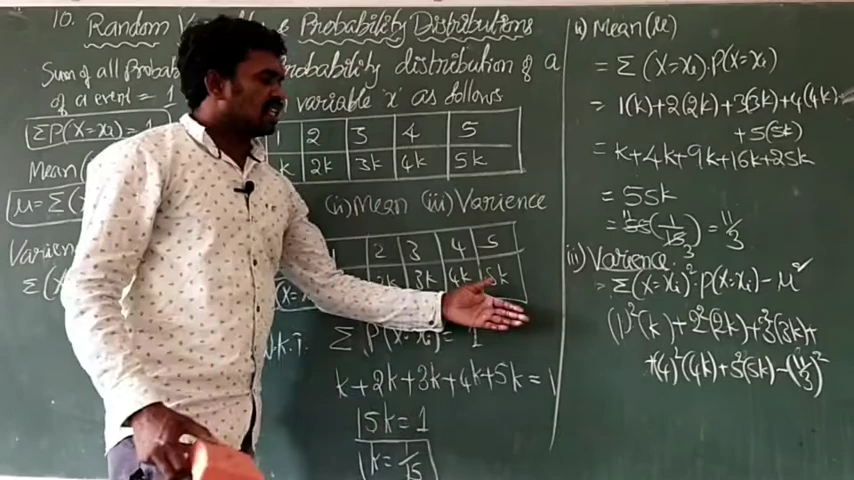 10. Random & Probability Distributions
Sum of all Probability distribution of a
of a event = 1 variable 'x' as follows
ΣP(X=xi)=1
1 2 3 4 5
k 2k 3k 4k 5k
Mean
μ = Σ(X
(ii) Mean (iii) Varience
Varience
Σ(X
2 3 4 5
3k 4k 5k
W.K.T.
Σ P(X=xi) = 1
k+2k+3k+4k+5k=1
15k=1
k=1/15
ii) Mean(μ)
= Σ(X=xi).P(X=xi)
= 1(k)+2(2k)+3(3k)+4(4k)+
+5(5k)
= k+4k+9k+16k+25k
= 55k
= 55(1/15) = 11/3
iii) Varience
Σ(X=xi)².P(X=xi)-μ²
(1)²(k)+2²(2k)+3²(3k)+
+(4)²(4k)+5²(5k)-(11/3)²